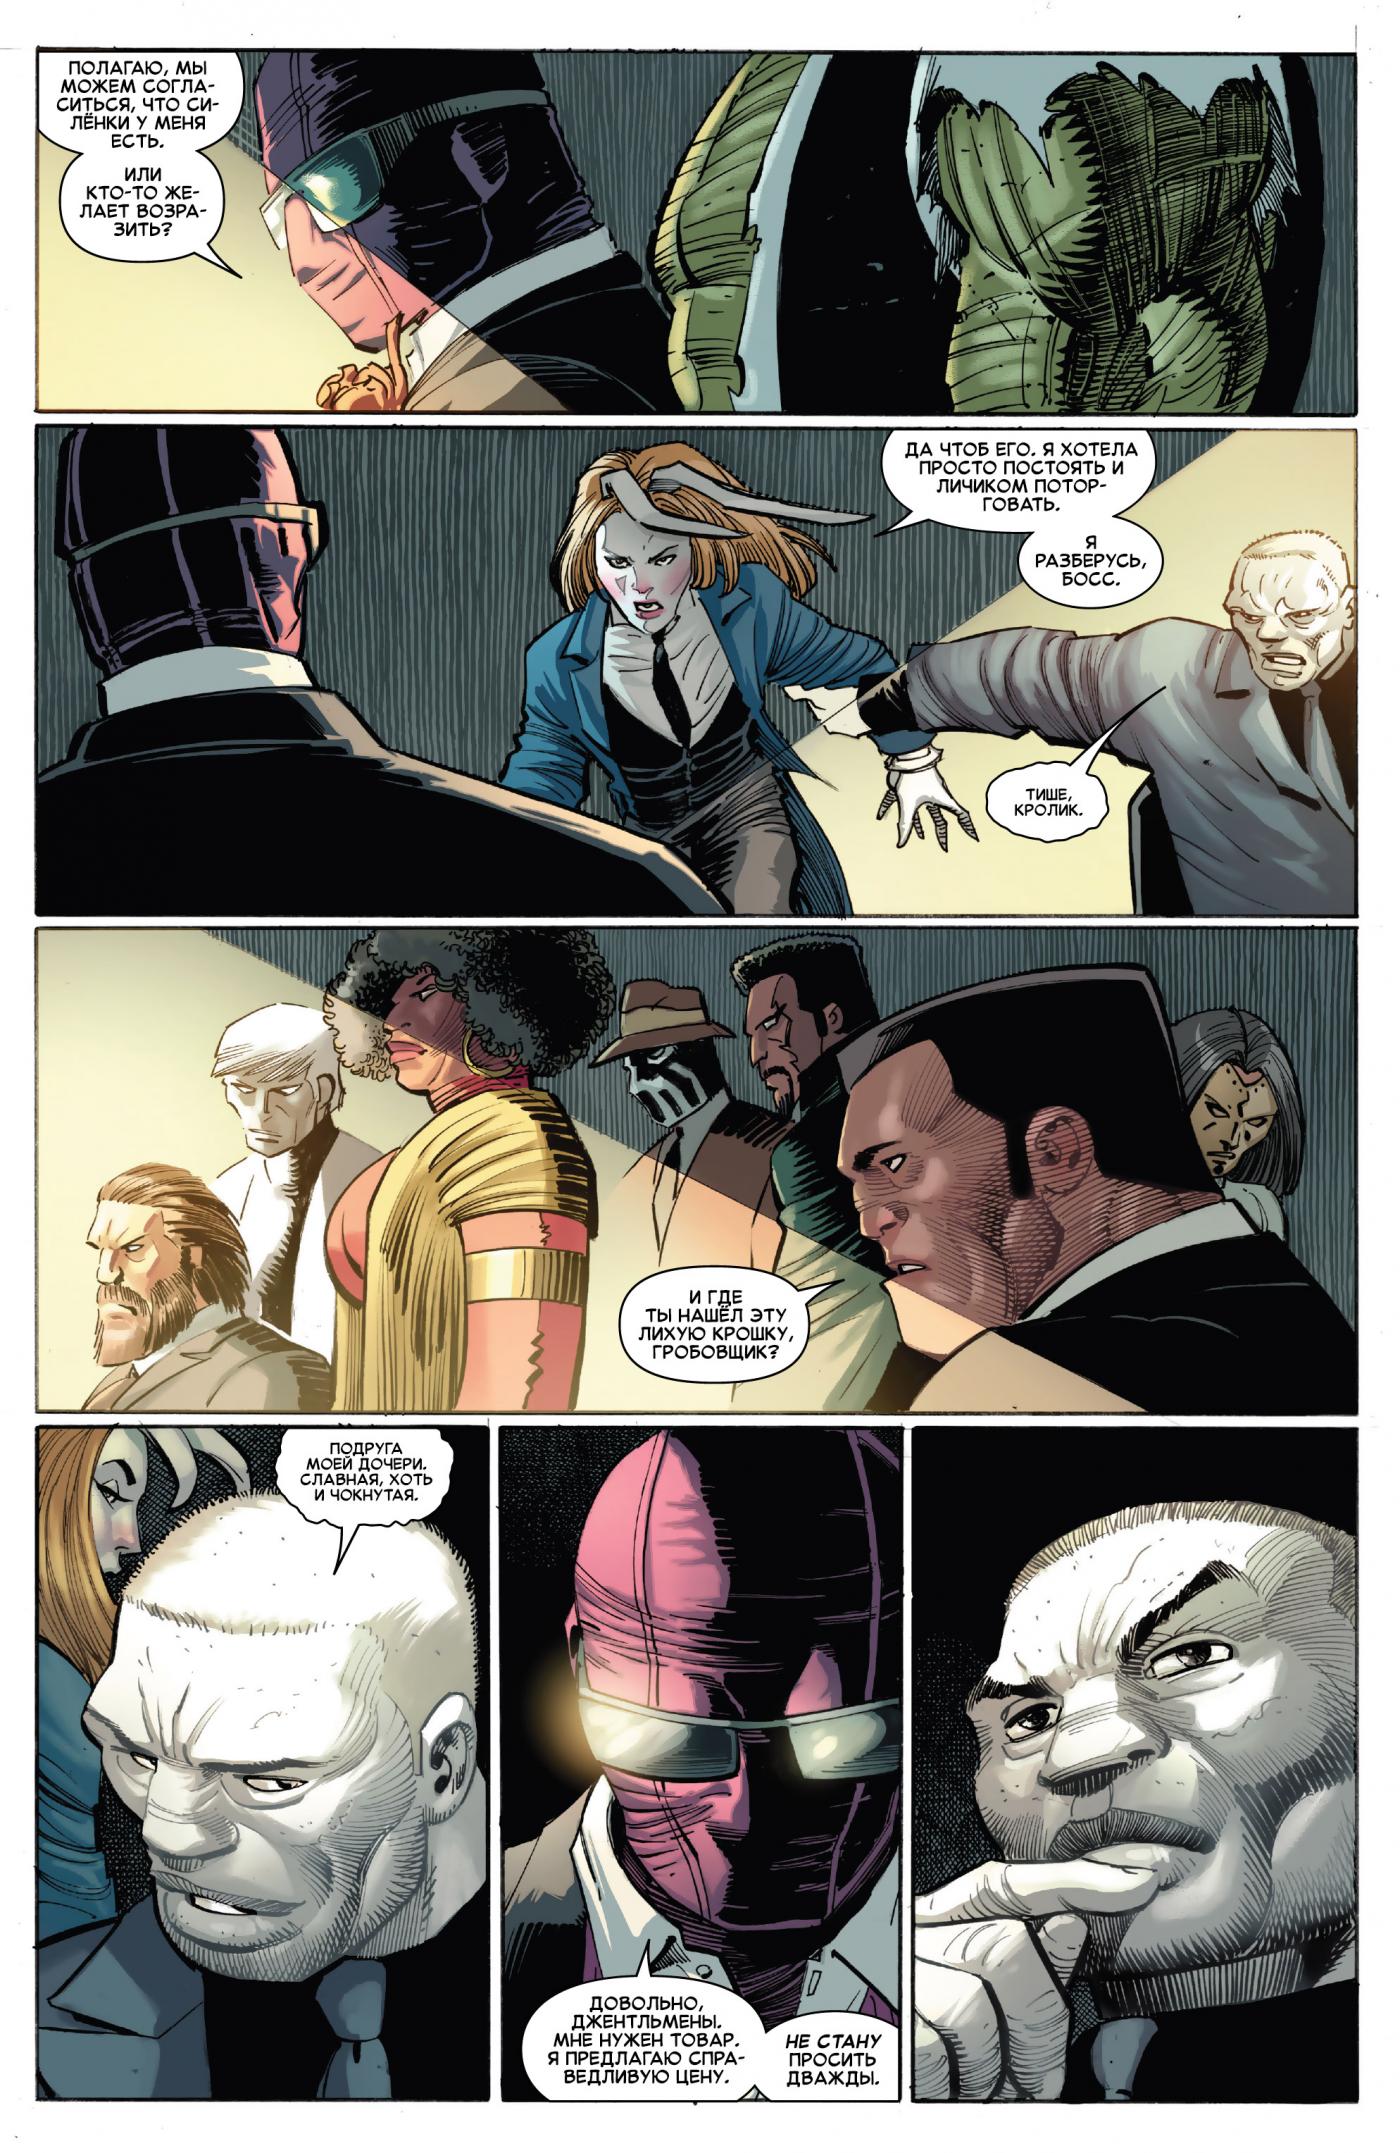 ПОЛАГАЮ, МЫ
МОЖЕМ СОГЛА-
СИТЬСЯ, ЧТО СИ-
ЛЁНКИ У МЕНЯ
ЕСТЬ.
ИЛИ
КТО-ТО ЖЕ-
ЛАЕТ ВОЗРА-
ЗИТЬ?
ДА ЧТОБ ЕГО. Я ХОТЕЛА
ПРОСТО ПОСТОЯТЬ И
ЛИЧИКОМ ПОТОР-
ГОВАТЬ.
Я
РАЗБЕРУСЬ,
БОСС.
ТИШЕ,
КРОЛИК.
И ГДЕ
ТЫ НАШЁЛ ЭТУ
ЛИХУЮ КРОШКУ,
ГРОБОВЩИК?
ПОДРУГА
МОЕЙ ДОЧЕРИ.
СЛАВНАЯ, ХОТЬ
И ЧОКНУТАЯ.
ДОВОЛЬНО,
ДЖЕНТЛЬМЕНЫ.
МНЕ НУЖЕН ТОВАР.
Я ПРЕДЛАГАЮ СПРА-
ВЕДЛИВУЮ ЦЕНУ.
НЕ СТАНУ
ПРОСИТЬ
ДВАЖДЫ.